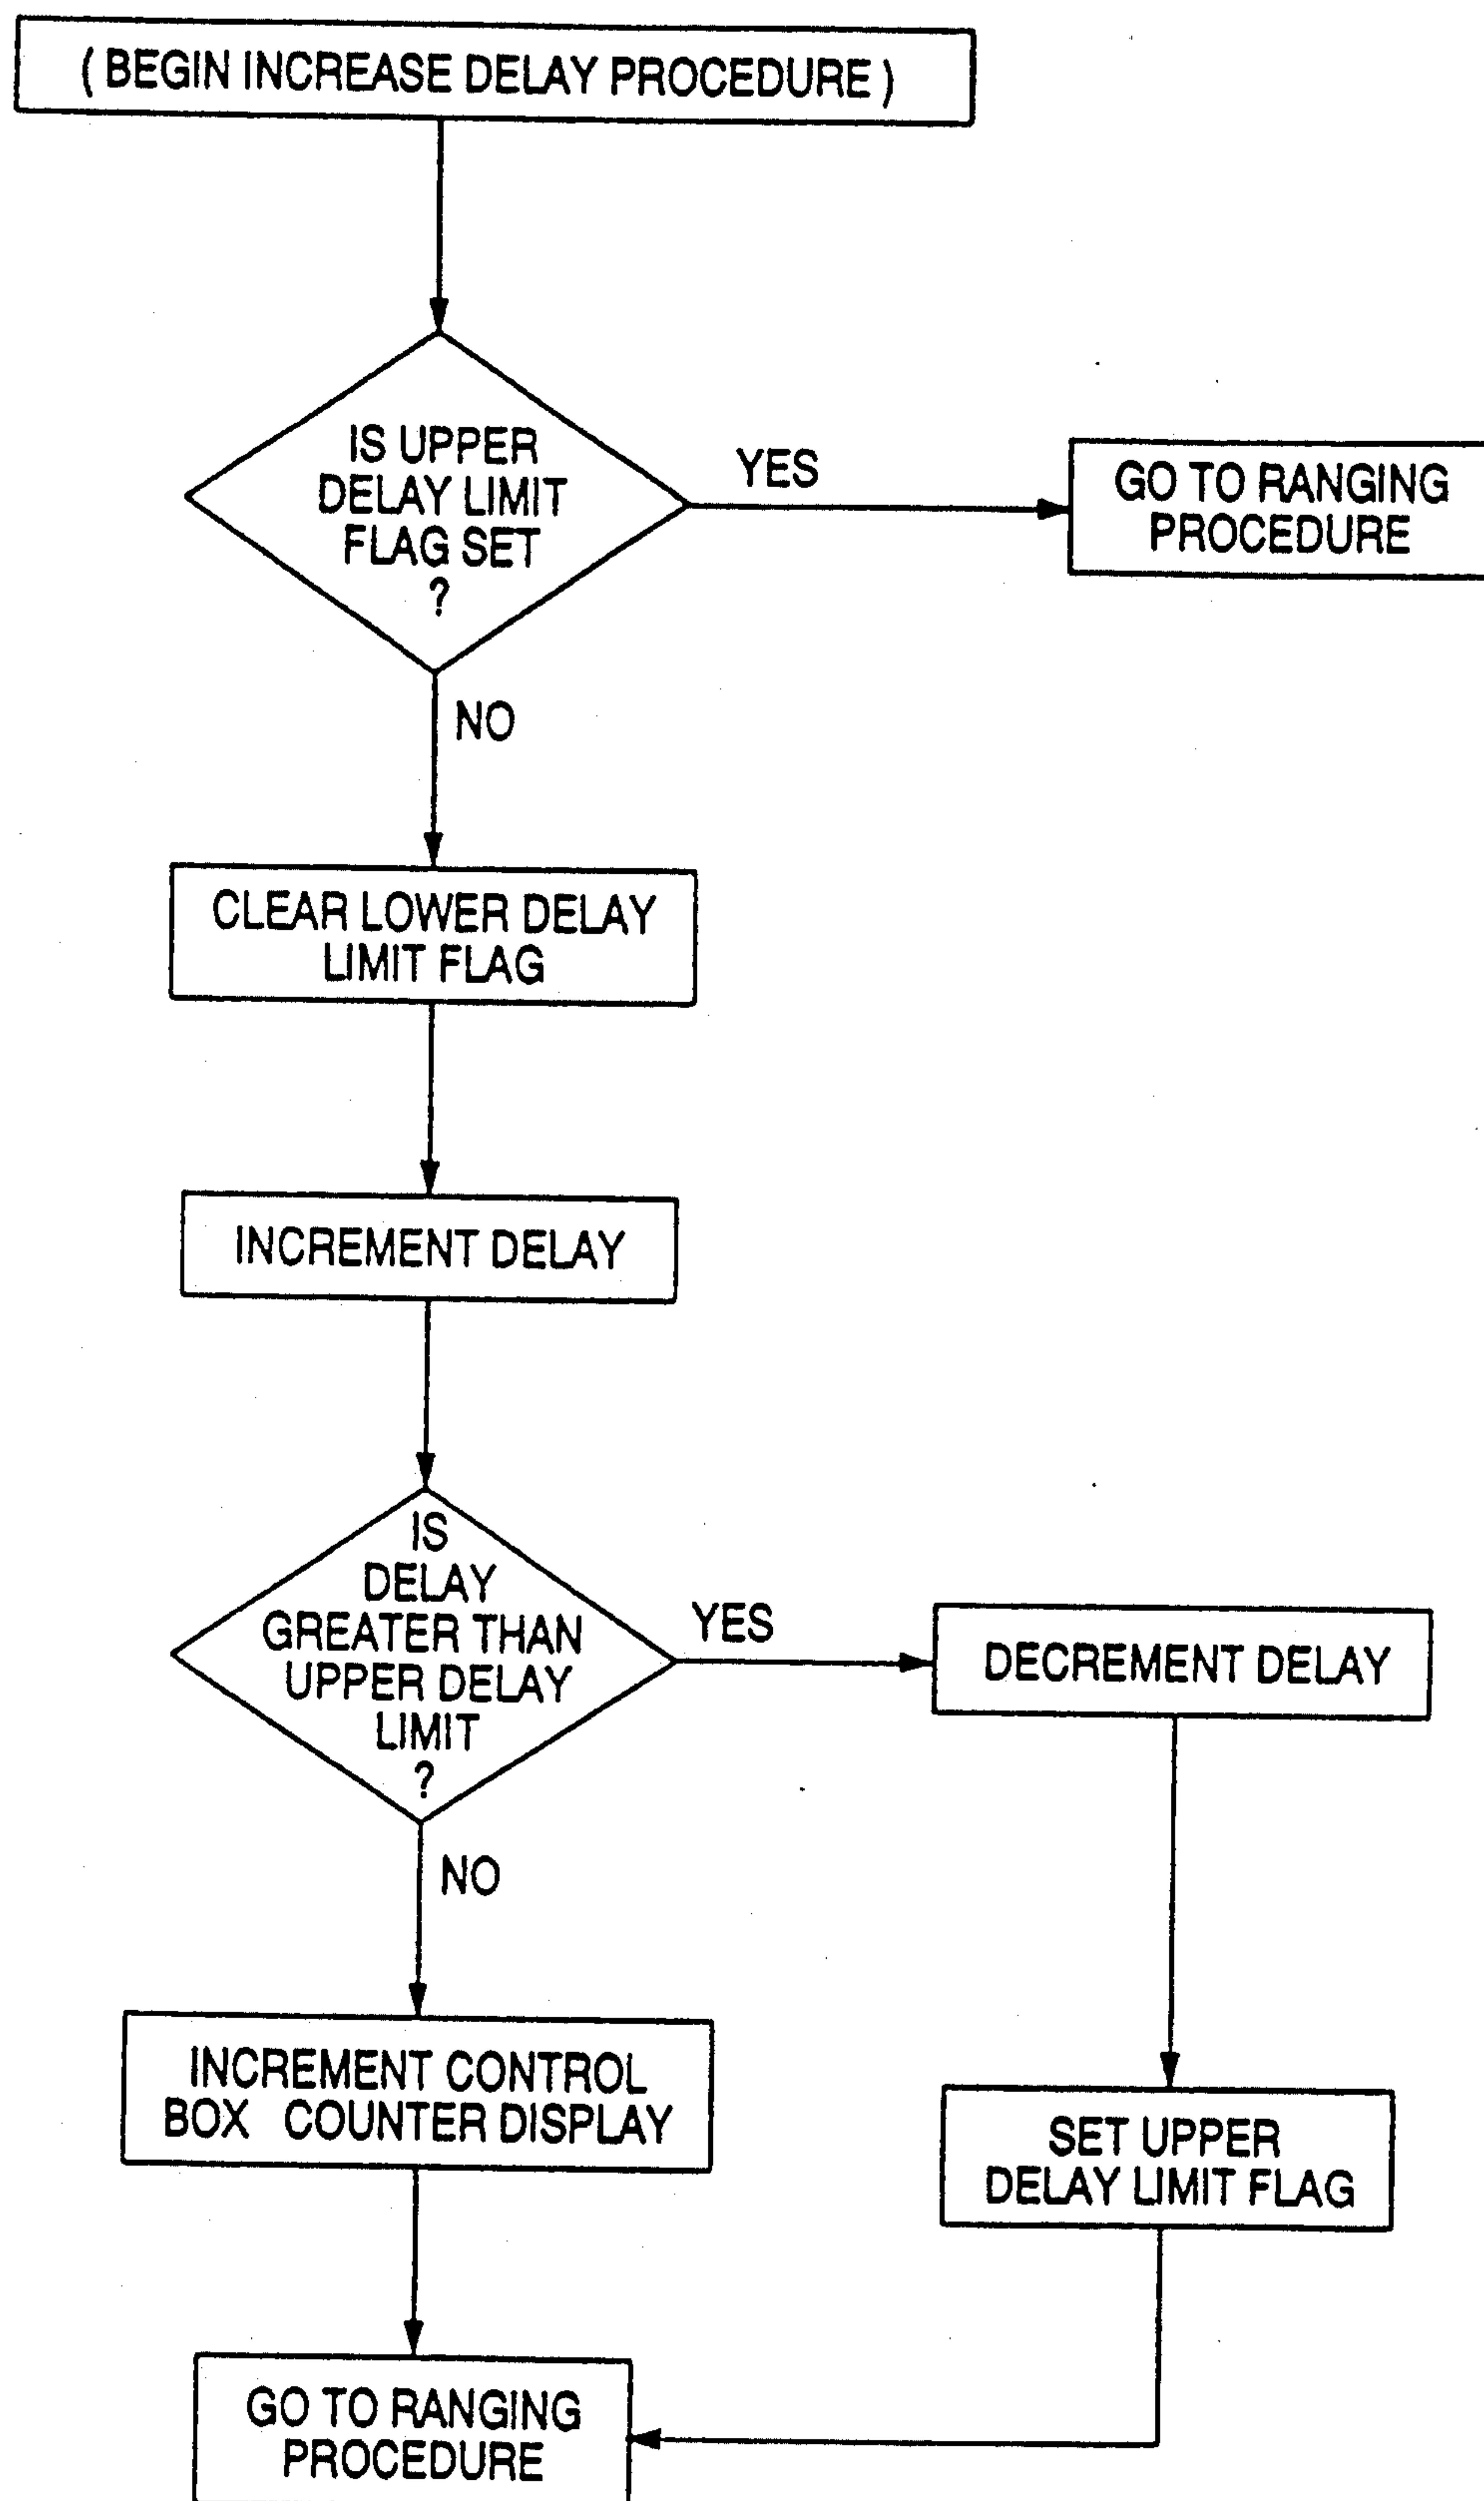 ( BEGIN INCREASE DELAY PROCEDURE )
IS UPPER
DELAY LIMIT
FLAG SET
?
YES
GO TO RANGING
PROCEDURE
NO
CLEAR LOWER DELAY
LIMIT FLAG
INCREMENT DELAY
IS
DELAY
GREATER THAN
UPPER DELAY
LIMIT
?
YES
DECREMENT DELAY
NO
INCREMENT CONTROL
BOX COUNTER DISPLAY
SET UPPER
DELAY LIMIT FLAG
GO TO RANGING
PROCEDURE